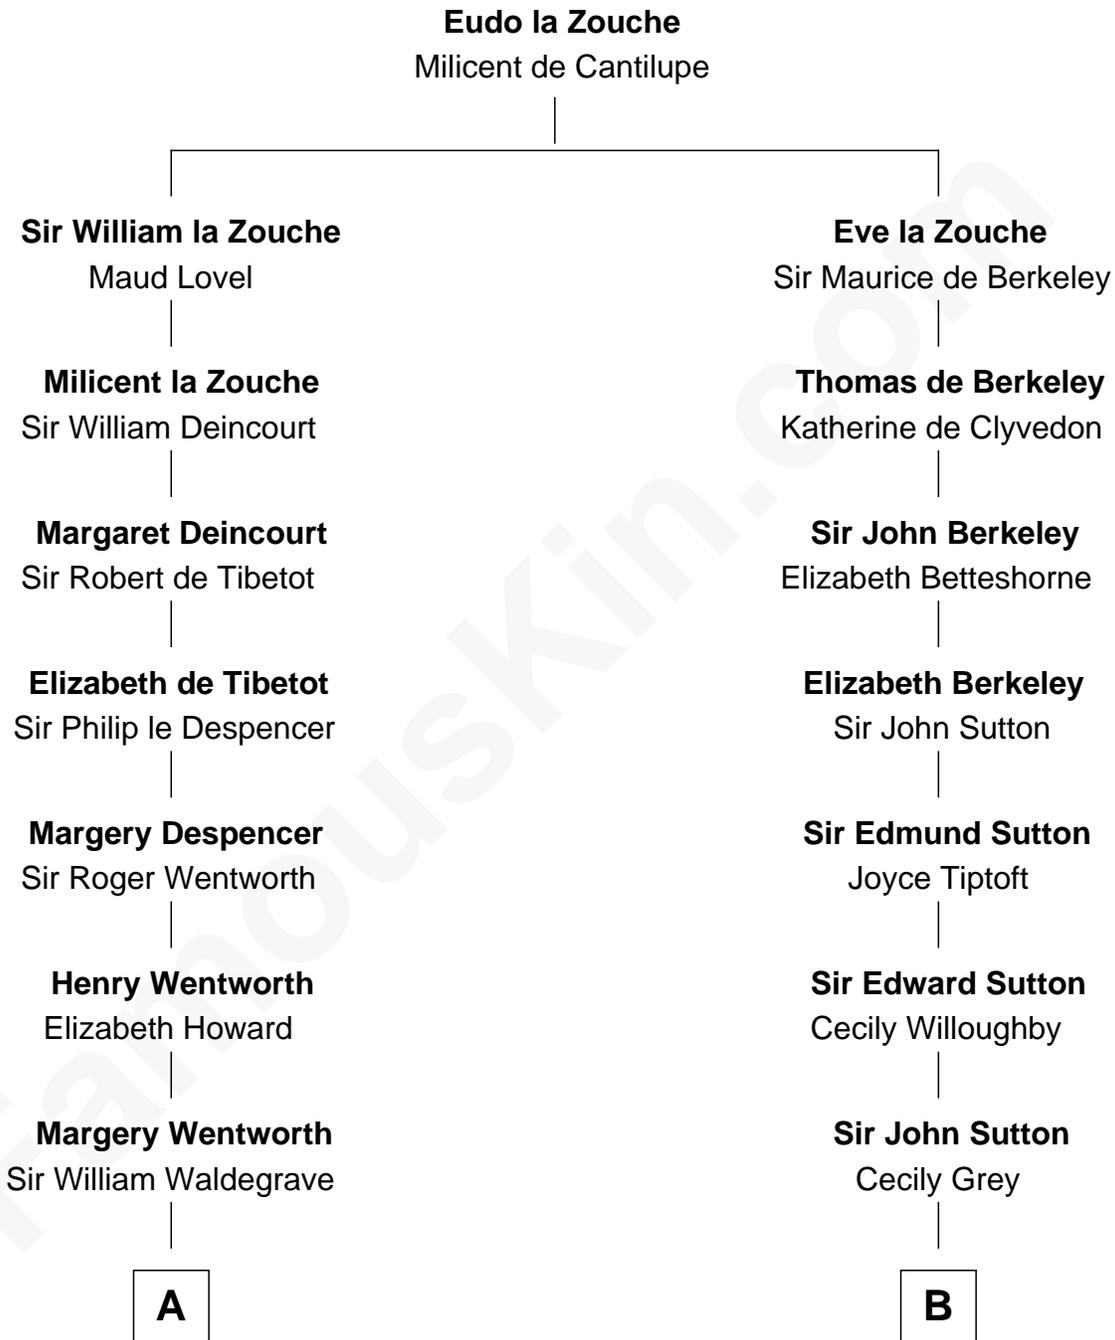 Eudo la Zouche
Milicent de Cantilupe
Sir William la Zouche
Maud Lovel
Milicent la Zouche
Sir William Deincourt
Margaret Deincourt
Sir Robert de Tibetot
Elizabeth de Tibetot
Sir Philip le Despencer
Margery Despencer
Sir Roger Wentworth
Henry Wentworth
Elizabeth Howard
Margery Wentworth
Sir William Waldegrave
A
Eve la Zouche
Sir Maurice de Berkeley
Thomas de Berkeley
Katherine de Clyvedon
Sir John Berkeley
Elizabeth Betteshorne
Elizabeth Berkeley
Sir John Sutton
Sir Edmund Sutton
Joyce Tiptoft
Sir Edward Sutton
Cecily Willoughby
Sir John Sutton
Cecily Grey
B
FamousKin.com